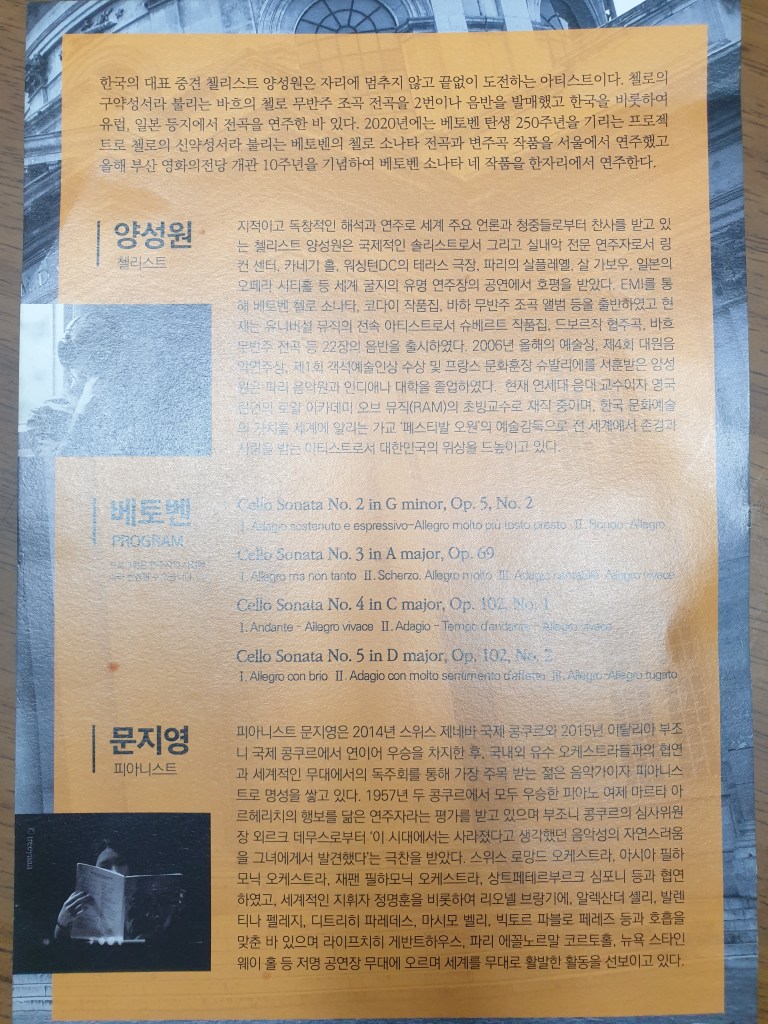 한국의 대표 중견 첼리스트 양성원은 자리에 멈추지 않고 끝없이 도전하는 아티스트이다. 첼로의
구약성서라 불리는 바흐의 첼로 무반주 조곡 전곡을 2번이나 음반을 발매했고 한국을 비롯하여
유럽, 일본 등지에서 전곡을 연주한 바 있다. 2020년에는 베토벤 탄생 250주년을 기리는 프로젝
트로 첼로의 신약성서라 불리는 베토벤의 첼로 소나타 전곡과 변주곡 작품을 서울에서 연주했고
올해 부산 영화의전당 개관 10주년을 기념하여 베토벤 소나타 네 작품을 한자리에서 연주한다.
양성원
첼리스트
지적이고 독창적인 해석과 연주로 세계 주요 언론과 청중들로부터 찬사를 받고 있
는 첼리스트 양성원은 국제적인 솔리스트로서 그리고 실내악 전문 연주자로서 링
컨 센터, 카네기 홀, 워싱턴DC의 테라스 극장, 파리의 살플레옐, 살 가보우, 일본의
오페라 시티홀 등 세계 굴지의 유명 연주장의 공연에서 호평을 받았다. EMI를 통
해 베토벤 첼로 소나타, 코다이 작품집, 바하 무반주 조곡 앨범 등을 출반하였고 현
재는 유니버설 뮤직의 전속 아티스트로서 슈베르트 작품집, 드보르작 협주곡, 바흐
무반주 전곡 등 22장의 음반을 출시하였다. 2006년 올해의 예술상, 제4회 대원음
악연주상, 제1회 객석예술인상 수상 및 프랑스 문화훈장 슈발리에를 서훈받은 양성
원은 파리 음악원과 인디애나 대학을 졸업하였다. 현재 연세대 음대 교수이자 영국
런던의 로얄 아카데미 오브 뮤직(RAM)의 초빙교수로 재직 중이며, 한국 문화예술
의 가치를 세계에 알리는 가교 '페스티발 오원'의 예술감독으로 전 세계에서 존경과
사랑을 받는 아티스트로서 대한민국의 위상을 드높이고 있다.
베토벤
PROGRAM
Cello Sonata No. 2 in G minor, Op. 5, No. 2
I. Adagio sostenuto e espressivo-Allegro molto più tosto presto II. Rondo-Allegro
Cello Sonata No. 3 in A major, Op. 69
I. Allegro ma non tanto II. Scherzo. Allegro molto III. Adagio cantabile-Allegro vivace
Cello Sonata No. 4 in C major, Op. 102, No. 1
I. Andante - Allegro vivace II. Adagio - Tempo d'andante - Allegro vivace
Cello Sonata No. 5 in D major, Op. 102, No. 2
I. Allegro con brio II. Adagio con molto sentimento d'affetto III. Allegro-Allegro fugato
문지영
피아니스트
피아니스트 문지영은 2014년 스위스 제네바 국제 콩쿠르와 2015년 이탈리아 부조
니 국제 콩쿠르에서 연이어 우승을 차지한 후, 국내외 유수 오케스트라들과의 협연
과 세계적인 무대에서의 독주회를 통해 가장 주목 받는 젊은 음악가이자 피아니스
트로 명성을 쌓고 있다. 1957년 두 콩쿠르에서 모두 우승한 피아노 여제 마르타 아
르헤리치의 행보를 닮은 연주자라는 평가를 받고 있으며 부조니 콩쿠르의 심사위원
장 외르크 데무스로부터 '이 시대에서는 사라졌다고 생각했던 음악성의 자연스러움
을 그녀에게서 발견했다'는 극찬을 받았다. 스위스 로망드 오케스트라, 아시아 필하
모닉 오케스트라, 재팬 필하모닉 오케스트라, 상트페테르부르크 심포니 등과 협연
하였고, 세계적인 지휘자 정명훈을 비롯하여 리오넬 브랑기에, 알렉산더 셸리, 발렌
티나 펠레지, 디트리히 파레데스, 마시모 벨리, 빅토르 파블로 페레즈 등과 호흡을
맞춘 바 있으며 라이프치히 게반트하우스, 파리 에꼴노르말 코르토홀, 뉴욕 스타인
웨이 홀 등 저명 공연장 무대에 오르며 세계를 무대로 활발한 활동을 선보이고 있다.